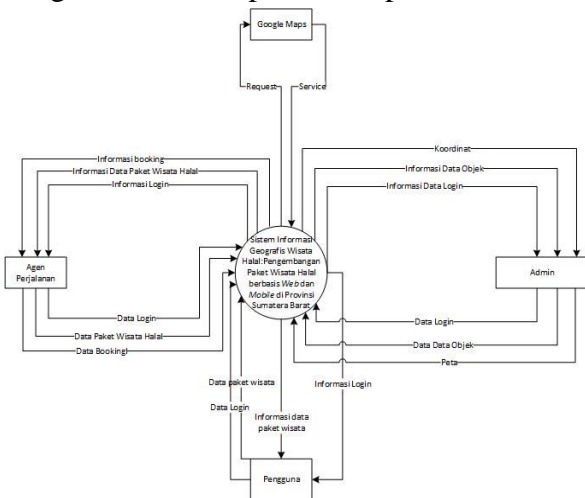 Google Maps
Request
Service
Informasi booking
Informasi Data Paket Wisata Halal
Informasi Login
Koordinat
Informasi Data Objek
Informasi Data Login
Agen
Perjalanan
Sistem Informasi
Geografis Wisata
Halal:Pengembangan
Paket Wisata Halal
berbasis Web dan
Mobile di Provinsi
Sumatera Barat
Admin
Data Login
Data Paket Wisata Halal
Data Booking!
Data Login
Data Data Objek
Peta
Data paket wisata
Data Login
Informasi data
paket wisata
Informasi Login
Pengguna